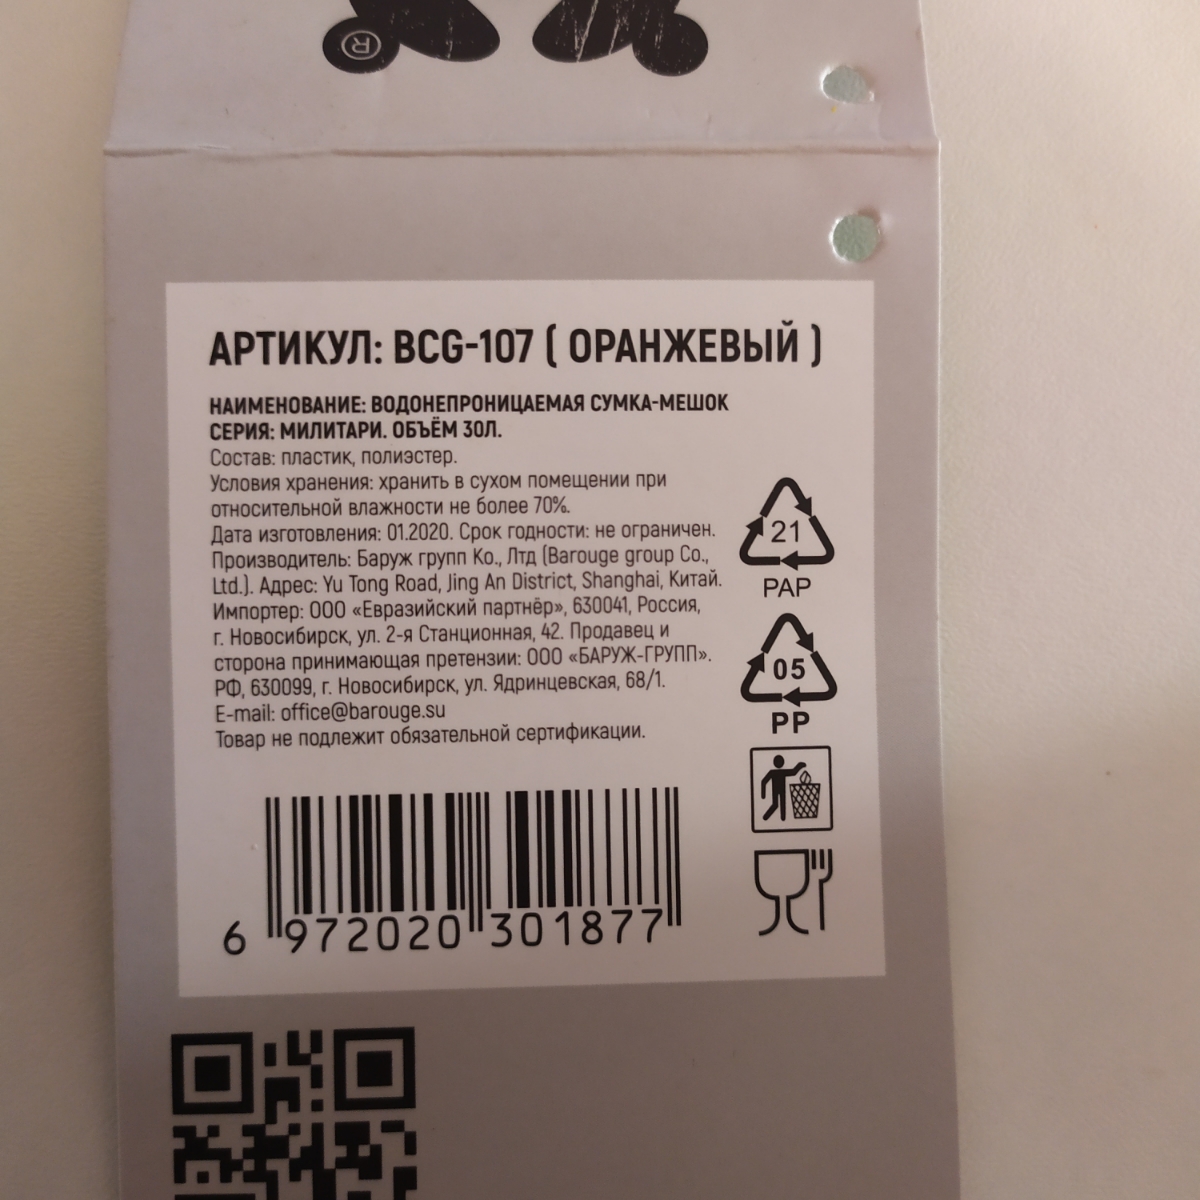 ®
АРТИКУЛ: BCG-107 ( ОРАНЖЕВЫЙ )
НАИМЕНОВАНИЕ: ВОДОНЕПРОНИЦАЕМАЯ СУМКА-МЕШОК
СЕРИЯ: МИЛИТАРИ. ОБЪЁМ 30Л.
Состав: пластик, полиэстер.
Условия хранения: хранить в сухом помещении при
относительной влажности не более 70%.
Дата изготовления: 01.2020. Срок годности: не ограничен.
Производитель: Баруж групп Ко., Лтд (Barouge group Co.,
Ltd.). Адрес: Yu Tong Road, Jing An District, Shanghai, Китай.
Импортер: ООО «Евразийский партнёр», 630041, Россия,
г. Новосибирск, ул. 2-я Станционная, 42. Продавец и
сторона принимающая претензии: ООО «БАРУЖ-ГРУПП».
РФ, 630099, г. Новосибирск, ул. Ядринцевская, 68/1.
E-mail: office@barouge.su
Товар не подлежит обязательной сертификации.
21
PAP
05
PP
6 972020 301877